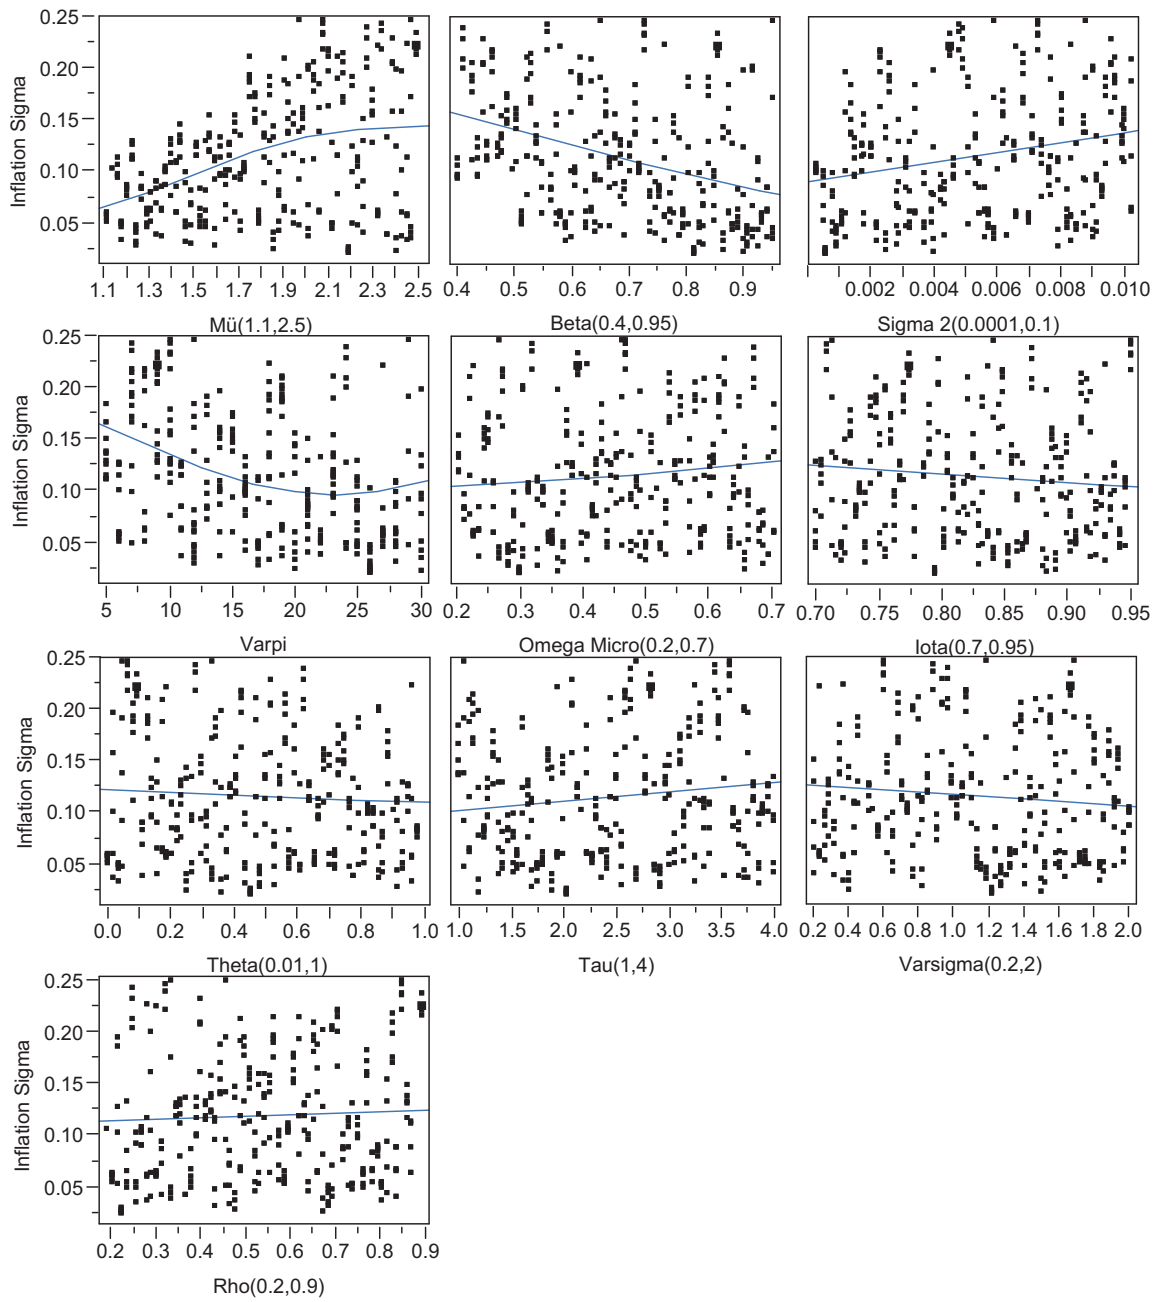 0.25
0.20
0.15
0.10
0.05
Inflation Sigma
1.1 1.3 1.5 1.7 1.9 2.1 2.3 2.5
Mü(1.1,2.5)
0.4 0.5 0.6 0.7 0.8 0.9
Beta(0.4,0.95)
0.002 0.004 0.006 0.008 0.010
Sigma 2(0.0001,0.1)
0.25
0.20
0.15
0.10
0.05
Inflation Sigma
5 10 15 20 25 30
Varpi
0.2 0.3 0.4 0.5 0.6 0.7
Omega Micro(0.2,0.7)
0.70 0.75 0.80 0.85 0.90 0.95
Iota(0.7,0.95)
0.25
0.20
0.15
0.10
0.05
Inflation Sigma
0.0 0.2 0.4 0.6 0.8 1.0
Theta(0.01,1)
1.0 1.5 2.0 2.5 3.0 3.5 4.0
Tau(1,4)
0.2 0.4 0.6 0.8 1.0 1.2 1.4 1.6 1.8 2.0
Varsigma(0.2,2)
0.25
0.20
0.15
0.10
0.05
Inflation Sigma
0.2 0.3 0.4 0.5 0.6 0.7 0.8 0.9
Rho(0.2,0.9)